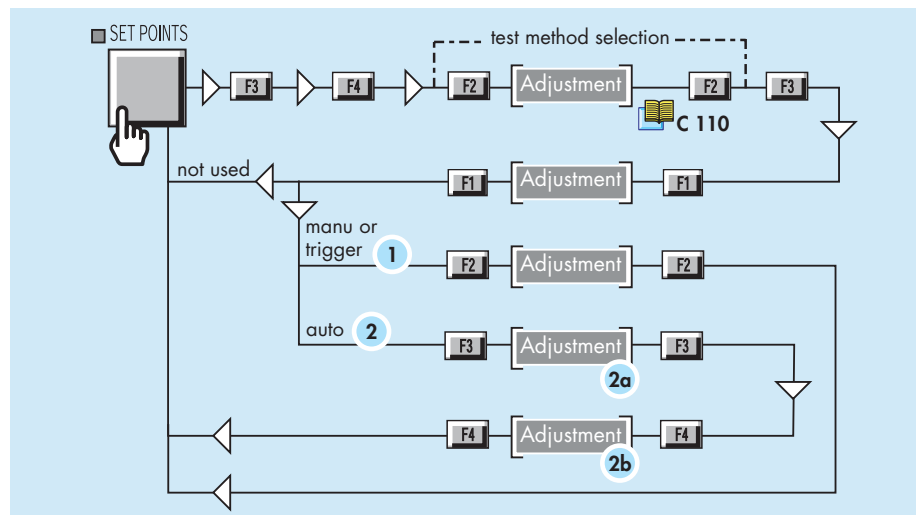 SET POINTS
test method selection
F3
F4
F2
Adjustment
F2
F3
C 110
not used
F1
Adjustment
F1
manu or
trigger
1
F2
Adjustment
F2
auto
2
F3
Adjustment
F3
2a
F4
Adjustment
F4
2b